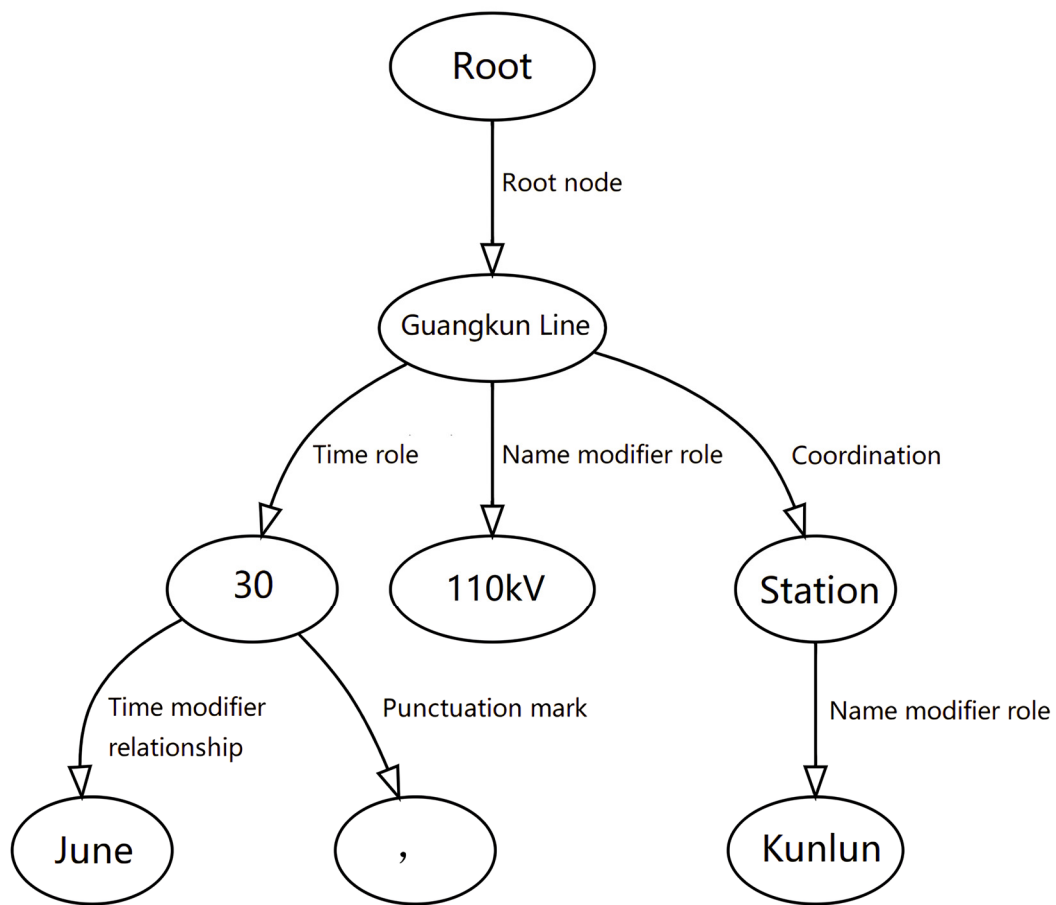 Root
Root node
Guangkun Line
Time role
Name modifier role
Coordination
30
110kV
Station
Time modifier
relationship
Punctuation mark
Name modifier role
June
，
Kunlun